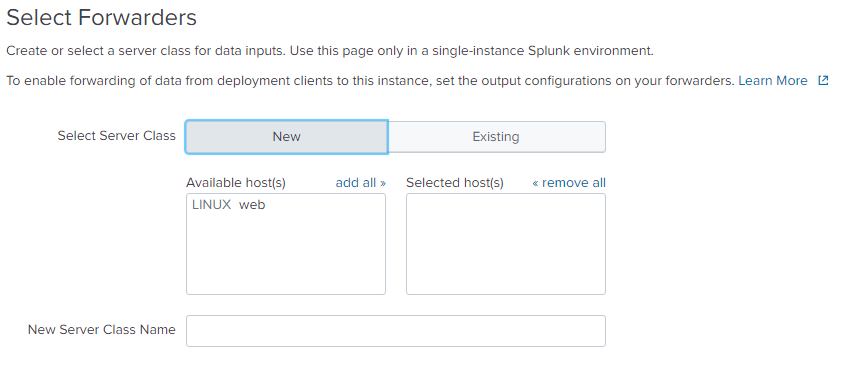 Select Forwarders
Create or select a server class for data inputs. Use this page only in a single-instance Splunk environment.
To enable forwarding of data from deployment clients to this instance, set the output configurations on your forwarders. Learn More
Select Server Class New Existing
Available host(s) add all » Selected host(s) « remove all
LINUX web
New Server Class Name